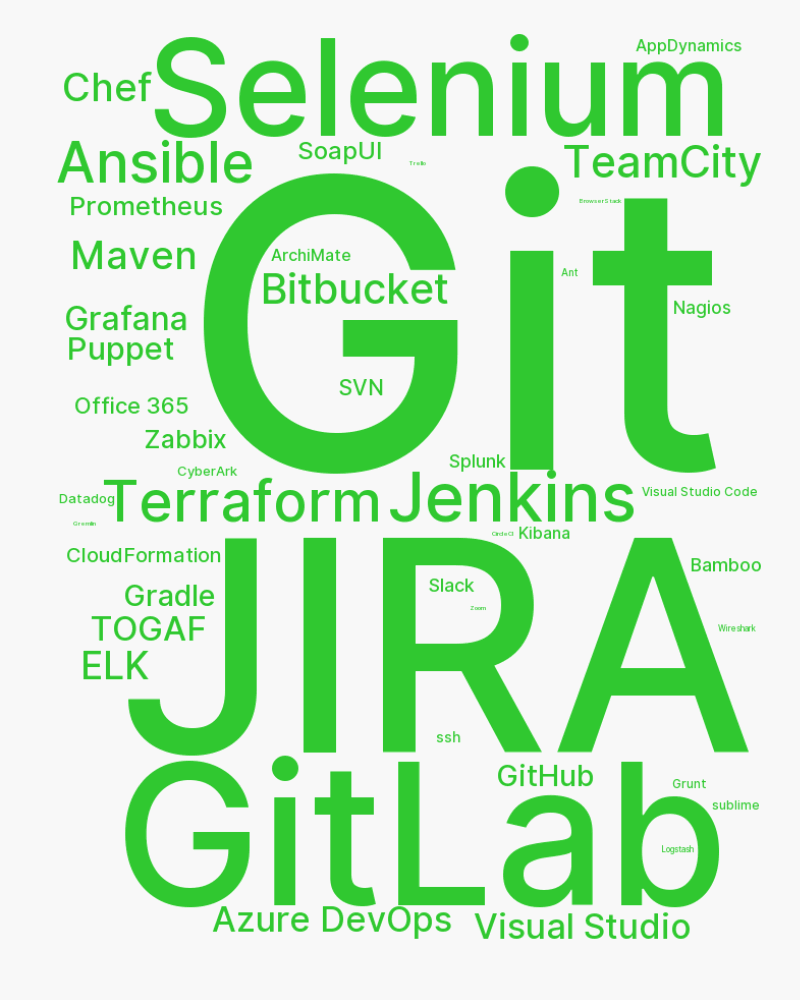 AppDynamics
Selenium
Chef
Ansible
SoapUI
TeamCity
Trello
Prometheus
BrowserStack
Git
Maven
ArchiMate
Ant
Bitbucket
Nagios
Grafana
Puppet
SVN
Office 365
Zabbix
Splunk
CyberArk
Datadog
Terraform
Jenkins
Visual Studio Code
Gremlin
CircleCI
Kibana
CloudFormation
JIRA
Bamboo
Slack
Gradle
Zoom
TOGAF
Wireshark
ELK
ssh
GitLab
GitHub
Grunt
sublime
Logstash
Azure DevOps
Visual Studio